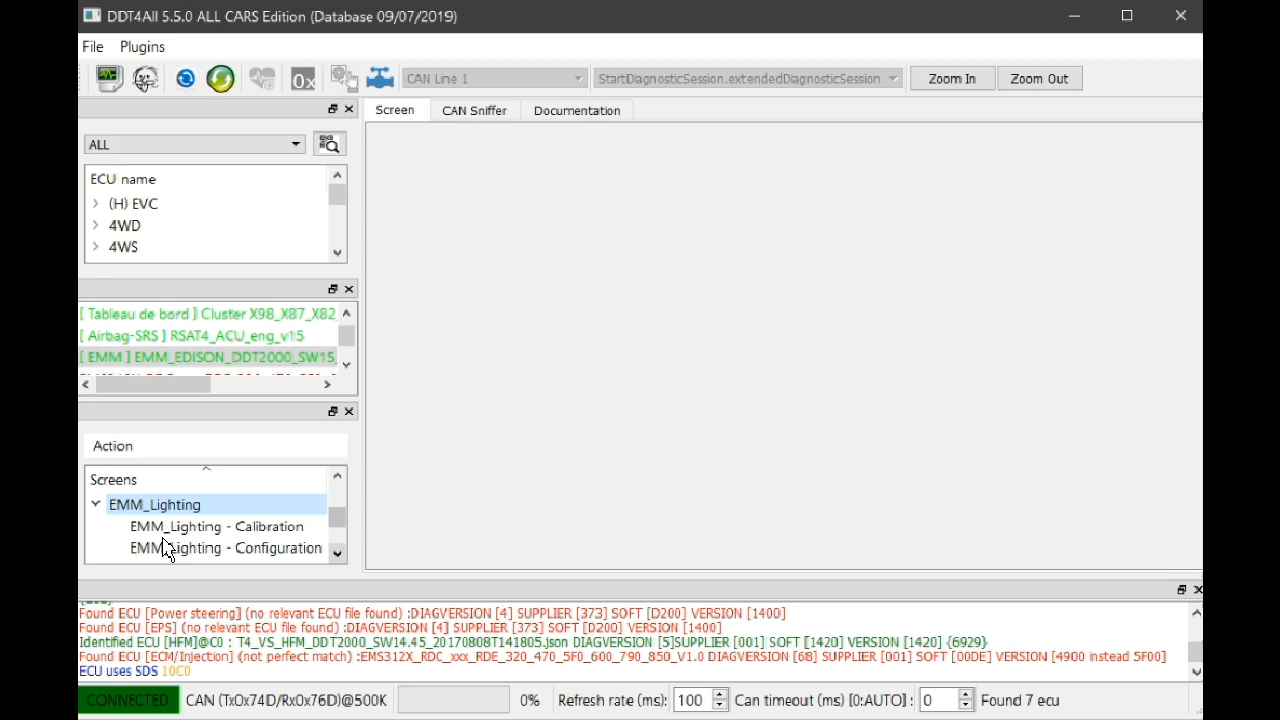 DDT4All 5.5.0 ALL CARS Edition (Database 09/07/2019)
File Plugins
0x CAN Line 1 StartDiagnosticSession.extendedDiagnosticSession Zoom In Zoom Out
Screen CAN Sniffer Documentation
ALL
ECU name
(H) EVC
4WD
4WS
[ Tableau de bord ] Cluster X98_X87_X82
[ Airbag-SRS ] RSAT4_ACU_eng_v15
[ EMM ] EMM_EDISON_DDT2000_SW15_
Action
Screens
EMM_Lighting
EMM_Lighting - Calibration
EMM_Lighting - Configuration
Found ECU [Power steering] (no relevant ECU file found) :DIAGVERSION [4] SUPPLIER [373] SOFT [D200] VERSION [1400]
Found ECU [EPS] (no relevant ECU file found) :DIAGVERSION [4] SUPPLIER [373] SOFT [D200] VERSION [1400]
Identified ECU [HFM]@C0 : T4_VS_HFM_DDT2000_SW14.45_20170808T141805.json DIAGVERSION [5]SUPPLIER [001] SOFT [1420] VERSION [1420] {6929}
Found ECU [ECM/Injection] (not perfect match) :EMS312X_RDC_xxx_RDE_320_470_5F0_600_790_850_V1.0 DIAGVERSION [68] SUPPLIER [001] SOFT [00DE] VERSION [4900 instead 5F00]
ECU uses SDS 10C0
CONNECTED CAN (Tx0x74D/Rx0x76D)@500K 0% Refresh rate (ms): 100 Can timeout (ms) [0:AUTO] : 0 Found 7 ecu